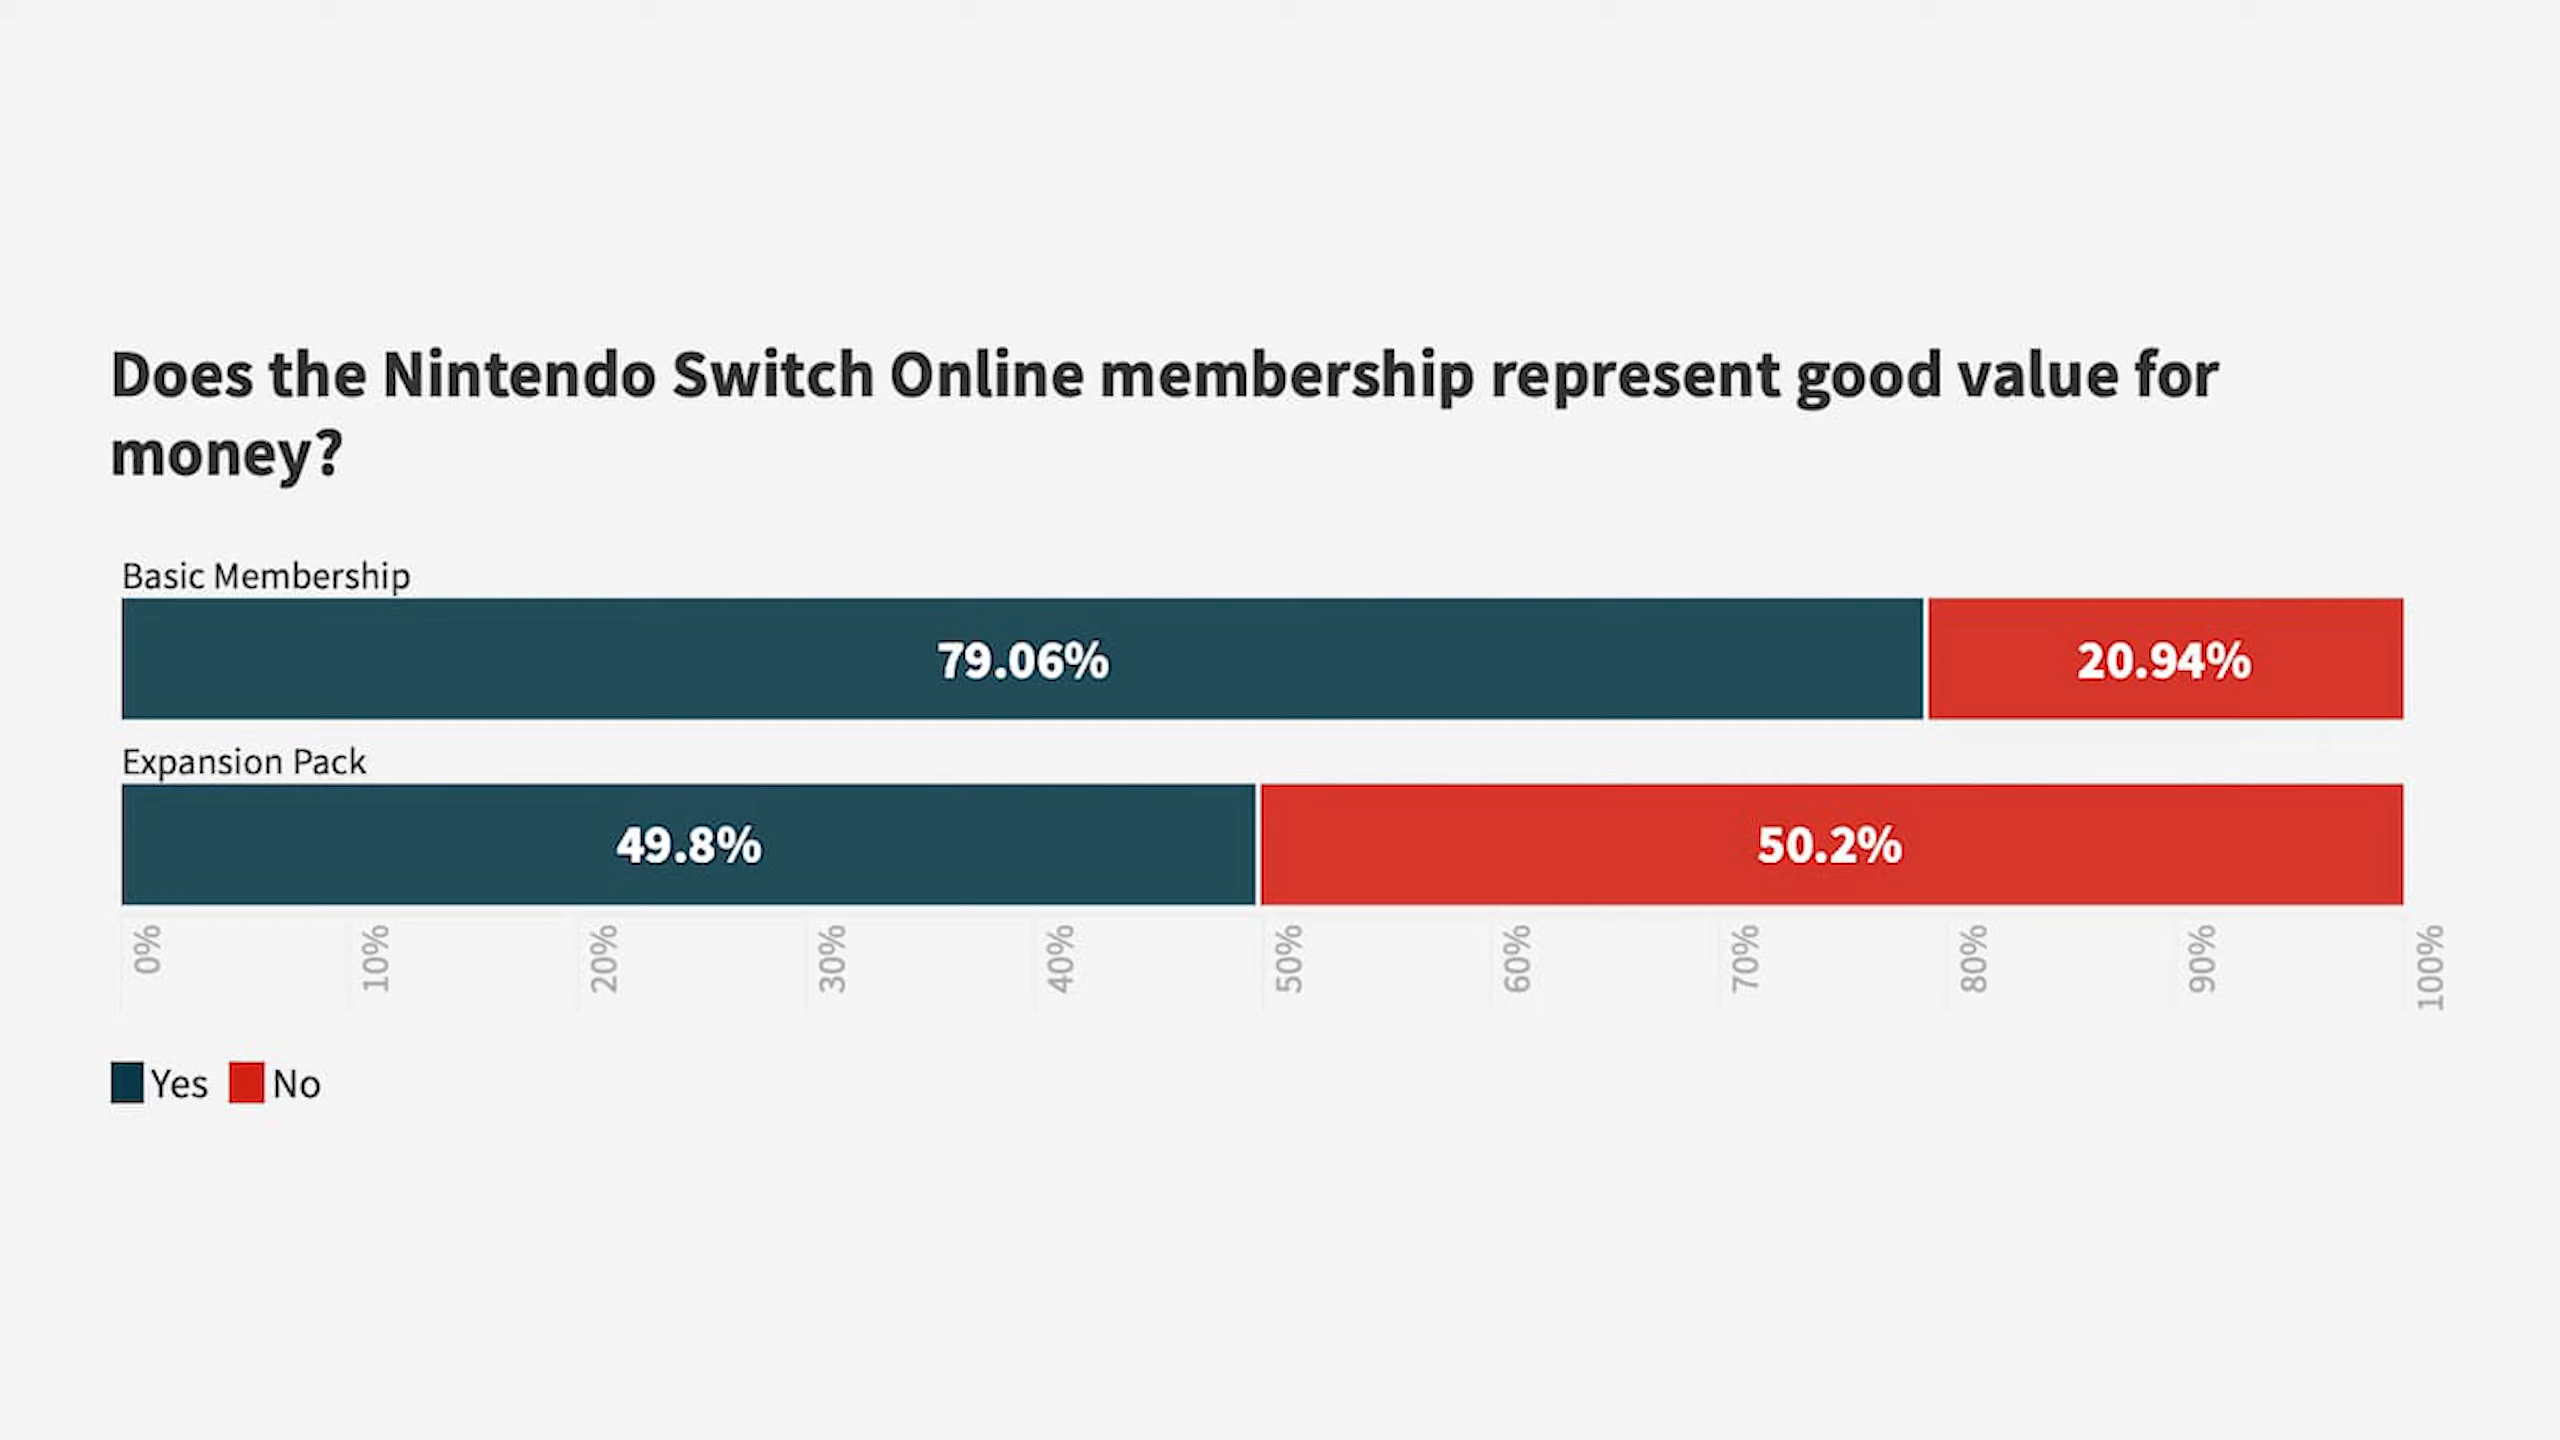 Does the Nintendo Switch Online membership represent good value for
money?
Basic Membership
79.06% 20.94%
Expansion Pack
49.8% 50.2%
0% 10% 20% 30% 40% 50% 60% 70% 80% 90% 100%
Yes No